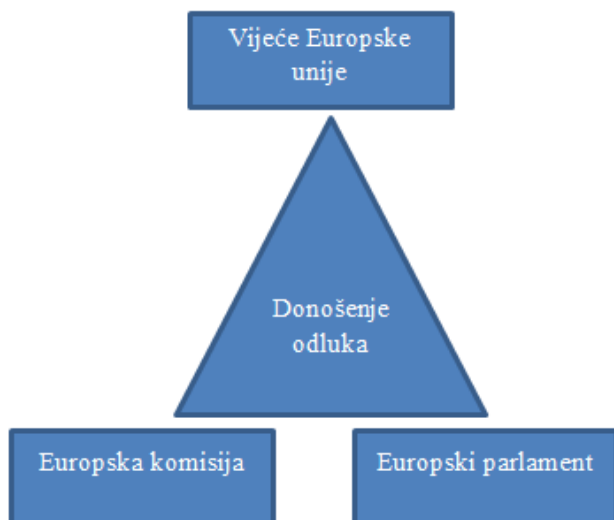 Vijeće Europske
unije
Donošenje
odluka
Europska komisija
Europski parlament